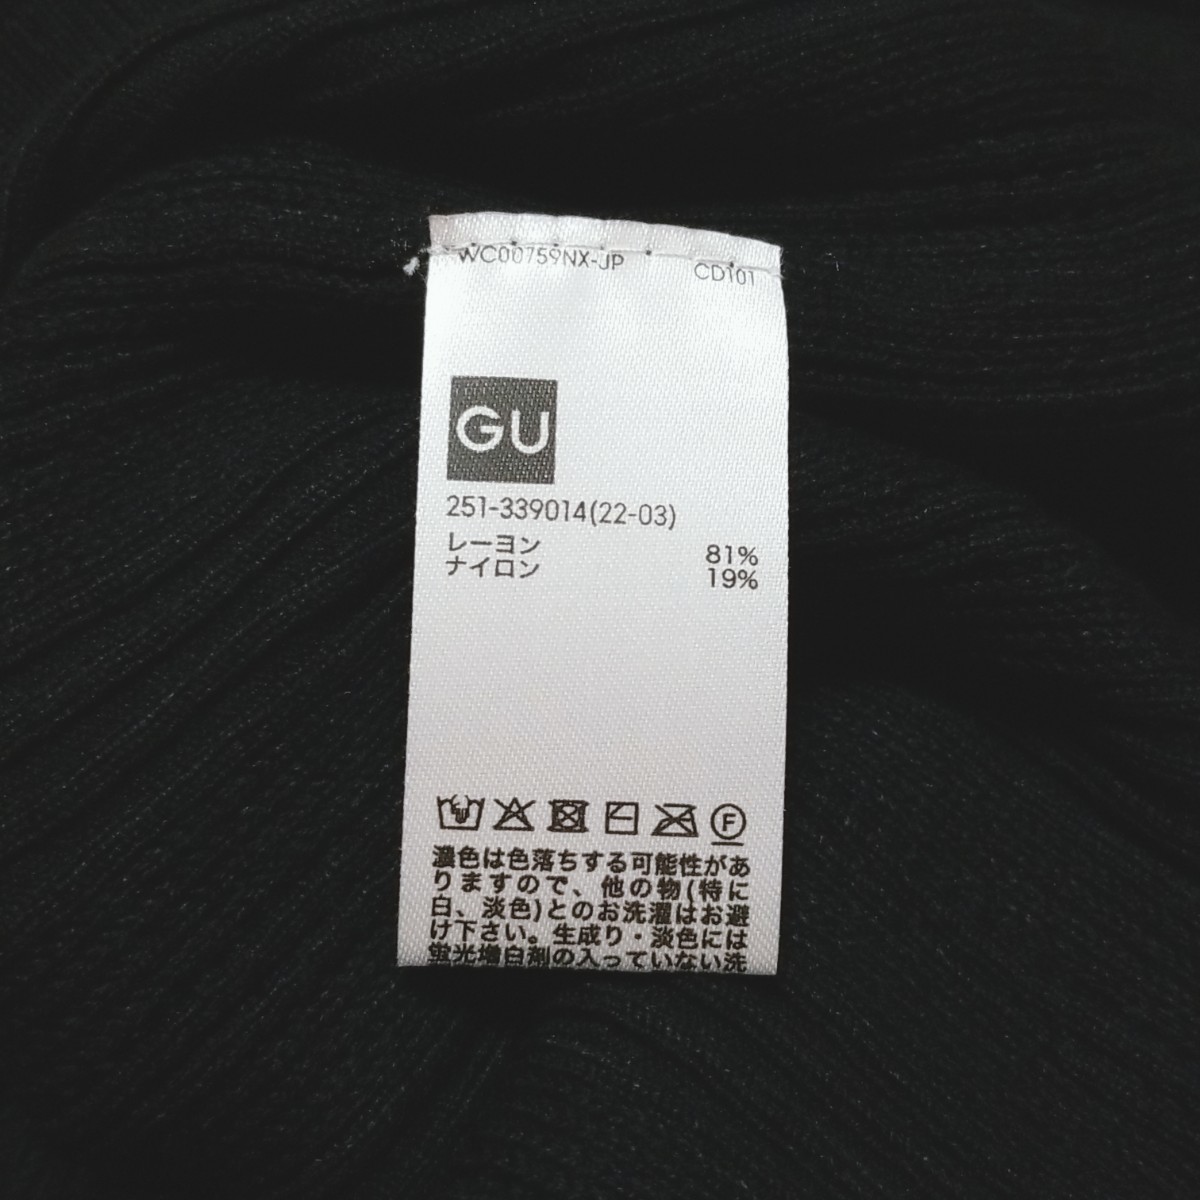 WC00759NX-JP CD101
GU
251-339014(22-03)
レーヨン 81%
ナイロン 19%
F
濃色は色落ちする可能性があ
りますので、他の物(特に
白、淡色)とのお洗濯はお避
け下さい。生成り・淡色には
蛍光増白剤の入っていない洗